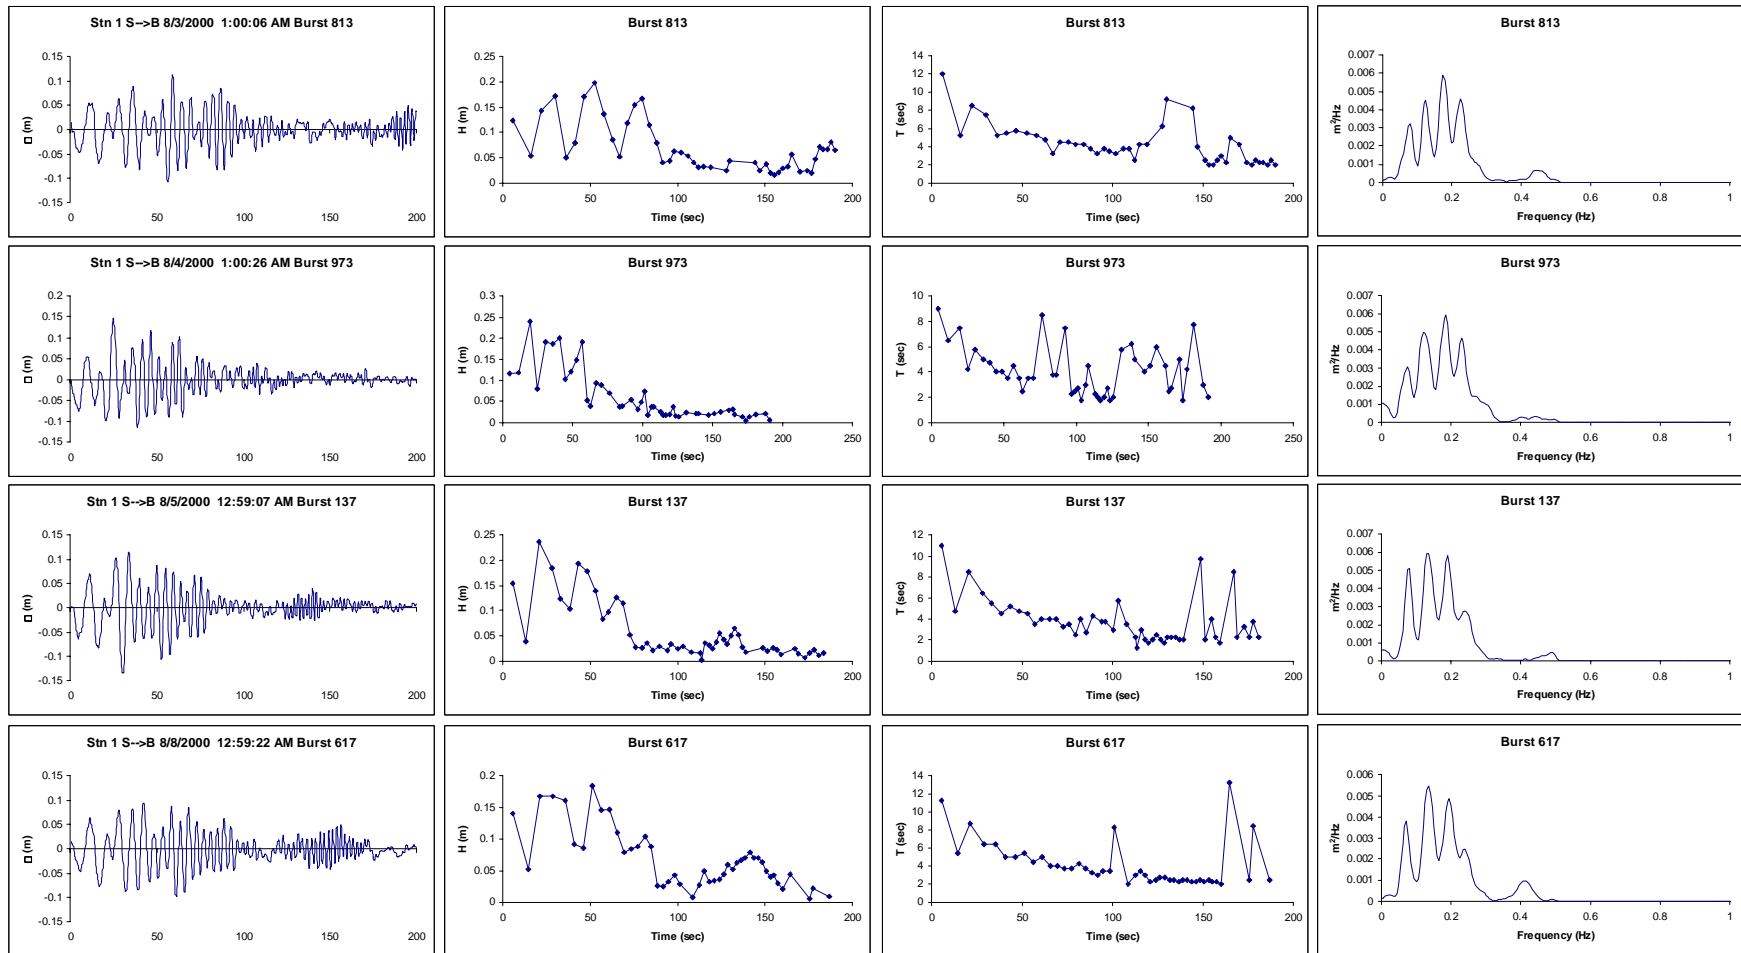 Stn 1 S-->B 8/3/2000 1:00:06 AM Burst 813
□ (m)
0.15
0.1
0.05
0
-0.05
-0.1
-0.15
0 50 100 150 200
Burst 813
H (m)
0.25
0.2
0.15
0.1
0.05
0
0 50 100 150 200
Time (sec)
Burst 813
T (sec)
14
12
10
8
6
4
2
0
0 50 100 150 200
Time (sec)
Burst 813
m²/Hz
0.007
0.006
0.005
0.004
0.003
0.002
0.001
0
0 0.2 0.4 0.6 0.8 1
Frequency (Hz)
Stn 1 S-->B 8/4/2000 1:00:26 AM Burst 973
□ (m)
0.2
0.15
0.1
0.05
0
-0.05
-0.1
-0.15
0 50 100 150 200
Burst 973
H (m)
0.3
0.25
0.2
0.15
0.1
0.05
0
0 50 100 150 200 250
Time (sec)
Burst 973
T (sec)
10
8
6
4
2
0
0 50 100 150 200 250
Time (sec)
Burst 973
m²/Hz
0.007
0.006
0.005
0.004
0.003
0.002
0.001
0
0 0.2 0.4 0.6 0.8 1
Frequency (Hz)
Stn 1 S-->B 8/5/2000 12:59:07 AM Burst 137
□ (m)
0.15
0.1
0.05
0
-0.05
-0.1
-0.15
0 50 100 150 200
Burst 137
H (m)
0.25
0.2
0.15
0.1
0.05
0
0 50 100 150 200
Time (sec)
Burst 137
T (sec)
12
10
8
6
4
2
0
0 50 100 150 200
Time (sec)
Burst 137
m²/Hz
0.007
0.006
0.005
0.004
0.003
0.002
0.001
0
0 0.2 0.4 0.6 0.8 1
Frequency (Hz)
Stn 1 S-->B 8/8/2000 12:59:22 AM Burst 617
□ (m)
0.15
0.1
0.05
0
-0.05
-0.1
-0.15
0 50 100 150 200
Burst 617
H (m)
0.2
0.15
0.1
0.05
0
0 50 100 150 200
Time (sec)
Burst 617
T (sec)
14
12
10
8
6
4
2
0
0 50 100 150 200
Time (sec)
Burst 617
m²/Hz
0.006
0.005
0.004
0.003
0.002
0.001
0
0 0.2 0.4 0.6 0.8 1
Frequency (Hz)